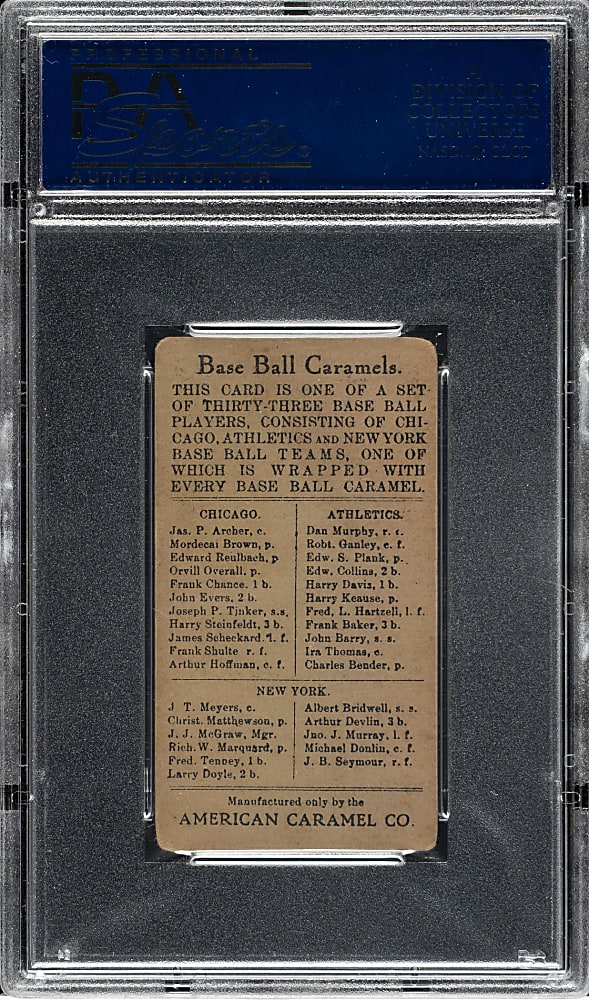 PROFESSIONAL
PSA
Sports
AUTHENTICATOR
A
DIVISION OF
COLLECTORS
UNIVERSE
NASDAQ: CLCT
Base Ball Caramels.
THIS CARD IS ONE OF A SET
OF THIRTY-THREE BASE BALL
PLAYERS, CONSISTING OF CHI-
CAGO, ATHLETICS AND NEW YORK
BASE BALL TEAMS, ONE OF
WHICH IS WRAPPED WITH
EVERY BASE BALL CARAMEL.
CHICAGO.
Jas. P. Archer, c.
Mordecai Brown, p.
Edward Reulbach, p
Orvill Overall, p.
Frank Chance. 1 b.
John Evers. 2 b.
Joseph P. Tinker, s.s.
Harry Steinfeldt, 3 b.
James Scheckard. l. f.
Frank Shulte r. f.
Arthur Hoffman, c. f.
ATHLETICS.
Dan Murphy, r. f.
Robt. Ganley, c. f.
Edw. S. Plank, p.
Edw. Collins, 2 b.
Harry Davis, 1 b.
Harry Keause, p.
Fred, L. Hartzell, l. f.
Frank Baker, 3 b.
John Barry, s. s.
Ira Thomas, c.
Charles Bender, p.
NEW YORK.
J T. Meyers, c.
Christ. Matthewson, p.
J. J. McGraw, Mgr.
Rich. W. Marquard, p.
Fred. Tenney, 1 b.
Larry Doyle, 2 b.
Albert Bridwell, s. s.
Arthur Devlin, 3 b.
Jno. J. Murray, l. f.
Michael Donlin, c. f.
J. B. Seymour, r. f.
Manufactured only by the
AMERICAN CARAMEL CO.